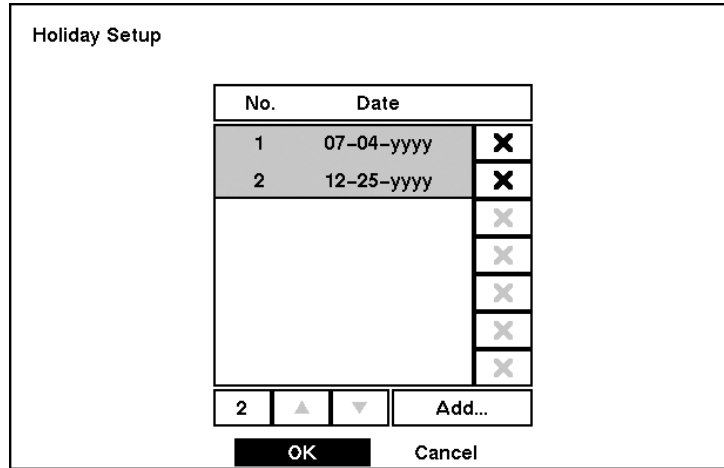 Holiday Setup
No. Date
1 07–04–yyyy
2 12–25–yyyy
2 Add...
OK Cancel